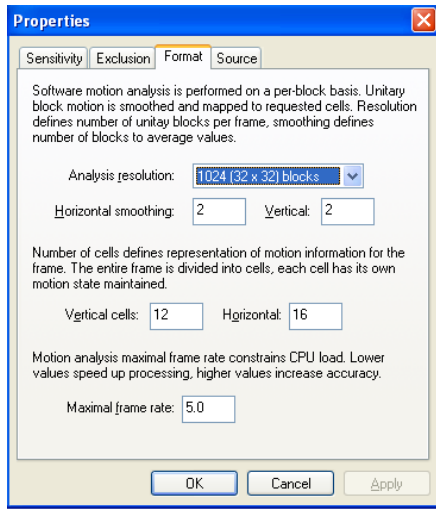 Properties
Sensitivity Exclusion Format Source
Software motion analysis is performed on a per-block basis. Unitary
block motion is smoothed and mapped to requested cells. Resolution
defines number of unitay blocks per frame, smoothing defines
number of blocks to average values.
Analysis resolution: 1024 (32 x 32) blocks
Horizontal smoothing: 2 Vertical: 2
Number of cells defines representation of motion information for the
frame. The entire frame is divided into cells, each cell has its own
motion state maintained.
Vertical cells: 12 Horizontal: 16
Motion analysis maximal frame rate constrains CPU load. Lower
values speed up processing, higher values increase accuracy.
Maximal frame rate: 5.0
OK Cancel Apply